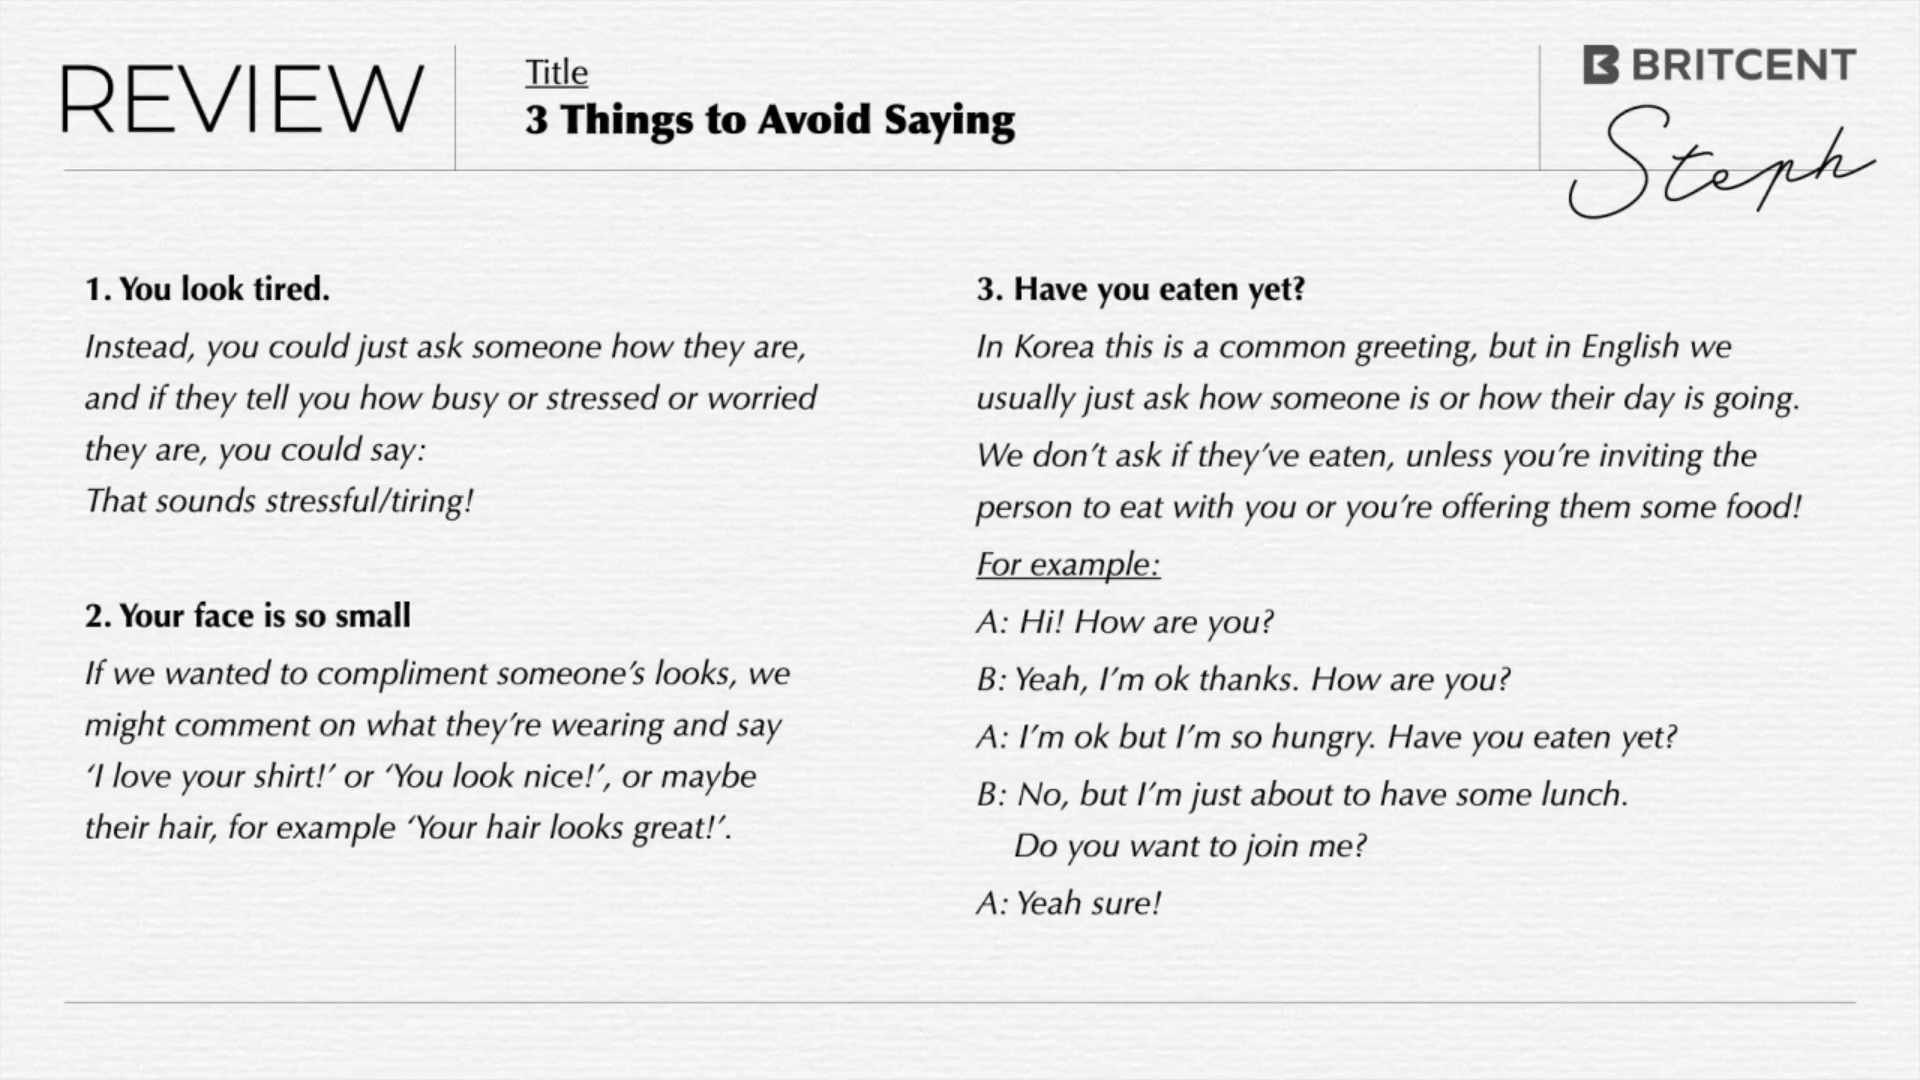 REVIEW
Title
3 Things to Avoid Saying
BRITCENT
Steph
1. You look tired.
Instead, you could just ask someone how they are,
and if they tell you how busy or stressed or worried
they are, you could say:
That sounds stressful/tiring!
2. Your face is so small
If we wanted to compliment someone’s looks, we
might comment on what they’re wearing and say
‘I love your shirt!’ or ‘You look nice!’, or maybe
their hair, for example ‘Your hair looks great!’.
3. Have you eaten yet?
In Korea this is a common greeting, but in English we
usually just ask how someone is or how their day is going.
We don’t ask if they’ve eaten, unless you’re inviting the
person to eat with you or you’re offering them some food!
For example:
A: Hi! How are you?
B: Yeah, I’m ok thanks. How are you?
A: I’m ok but I’m so hungry. Have you eaten yet?
B: No, but I’m just about to have some lunch.
Do you want to join me?
A: Yeah sure!